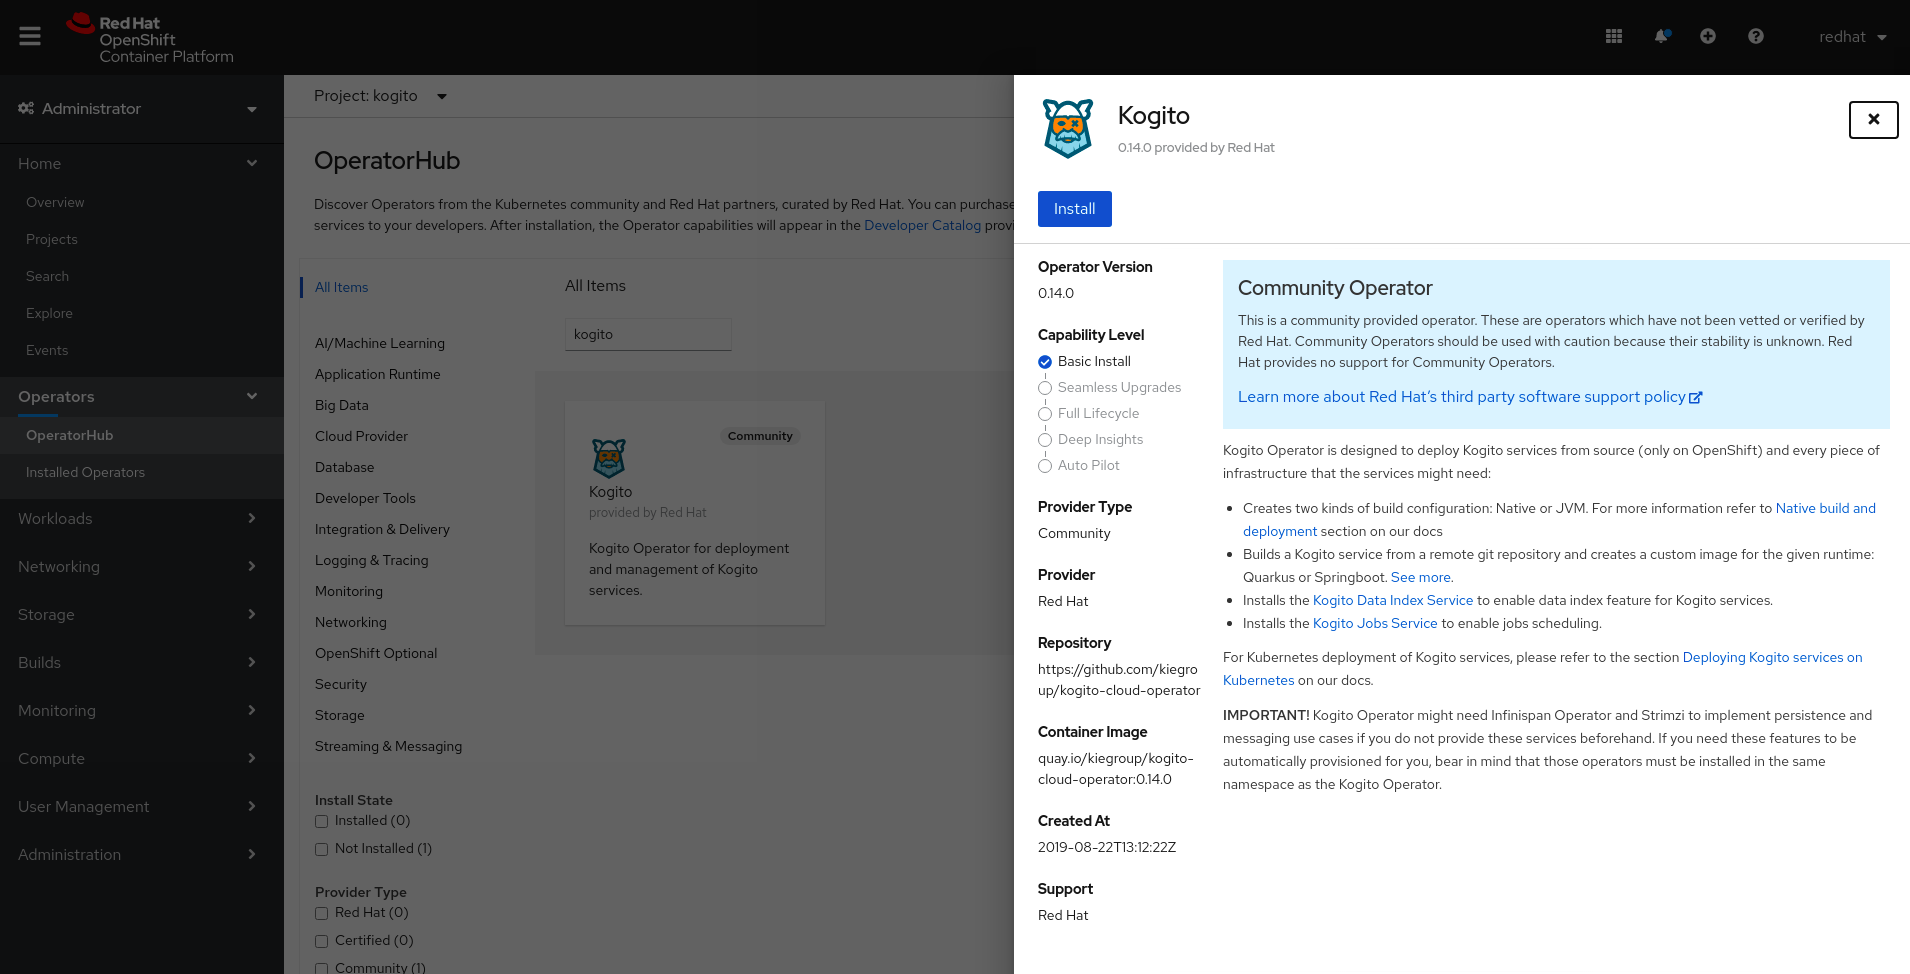 Red Hat
OpenShift
Container Platform
redhat
Administrator
Home
Overview
Projects
Search
Explore
Events
Operators
OperatorHub
Installed Operators
Workloads
Networking
Storage
Builds
Monitoring
Compute
User Management
Administration
Project: kogito
OperatorHub
Discover Operators from the Kubernetes community and Red Hat partners, curated by Red Hat. You can purchase
services to your developers. After installation, the Operator capabilities will appear in the Developer Catalog provi
All Items
AI/Machine Learning
Application Runtime
Big Data
Cloud Provider
Database
Developer Tools
Integration & Delivery
Logging & Tracing
Monitoring
Networking
OpenShift Optional
Security
Storage
Streaming & Messaging
Install State
Installed (0)
Not Installed (1)
Provider Type
Red Hat (0)
Certified (0)
Community (1)
All Items
kogito
Community
Kogito
provided by Red Hat
Kogito Operator for deployment
and management of Kogito
services.
Kogito
0.14.0 provided by Red Hat
Install
Operator Version
0.14.0
Capability Level
Basic Install
Seamless Upgrades
Full Lifecycle
Deep Insights
Auto Pilot
Provider Type
Community
Provider
Red Hat
Repository
https://github.com/kiegro
up/kogito-cloud-operator
Container Image
quay.io/kiegroup/kogito-
cloud-operator:0.14.0
Created At
2019-08-22T13:12:22Z
Support
Red Hat
Community Operator
This is a community provided operator. These are operators which have not been vetted or verified by
Red Hat. Community Operators should be used with caution because their stability is unknown. Red
Hat provides no support for Community Operators.
Learn more about Red Hat's third party software support policy
Kogito Operator is designed to deploy Kogito services from source (only on OpenShift) and every piece of
infrastructure that the services might need:
• Creates two kinds of build configuration: Native or JVM. For more information refer to Native build and
deployment section on our docs
• Builds a Kogito service from a remote git repository and creates a custom image for the given runtime:
Quarkus or Springboot. See more.
• Installs the Kogito Data Index Service to enable data index feature for Kogito services.
• Installs the Kogito Jobs Service to enable jobs scheduling.
For Kubernetes deployment of Kogito services, please refer to the section Deploying Kogito services on
Kubernetes on our docs.
IMPORTANT! Kogito Operator might need Infinispan Operator and Strimzi to implement persistence and
messaging use cases if you do not provide these services beforehand. If you need these features to be
automatically provisioned for you, bear in mind that those operators must be installed in the same
namespace as the Kogito Operator.